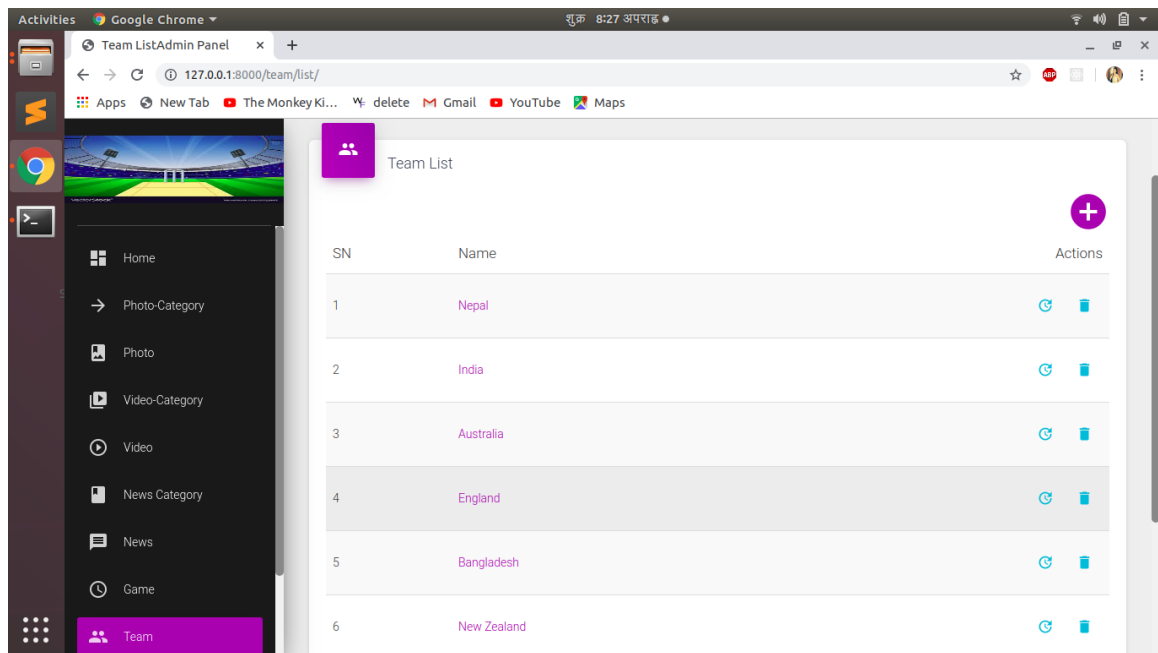 Activities Google Chrome शुक्र 8:27 अपराह्न
Team ListAdmin Panel
127.0.0.1:8000/team/list/
ABP
Apps New Tab The Monkey Ki... delete Gmail YouTube Maps
Team List
SN Name Actions
1 Nepal
2 India
3 Australia
4 England
5 Bangladesh
6 New Zealand
Home
Photo-Category
Photo
Video-Category
Video
News Category
News
Game
Team